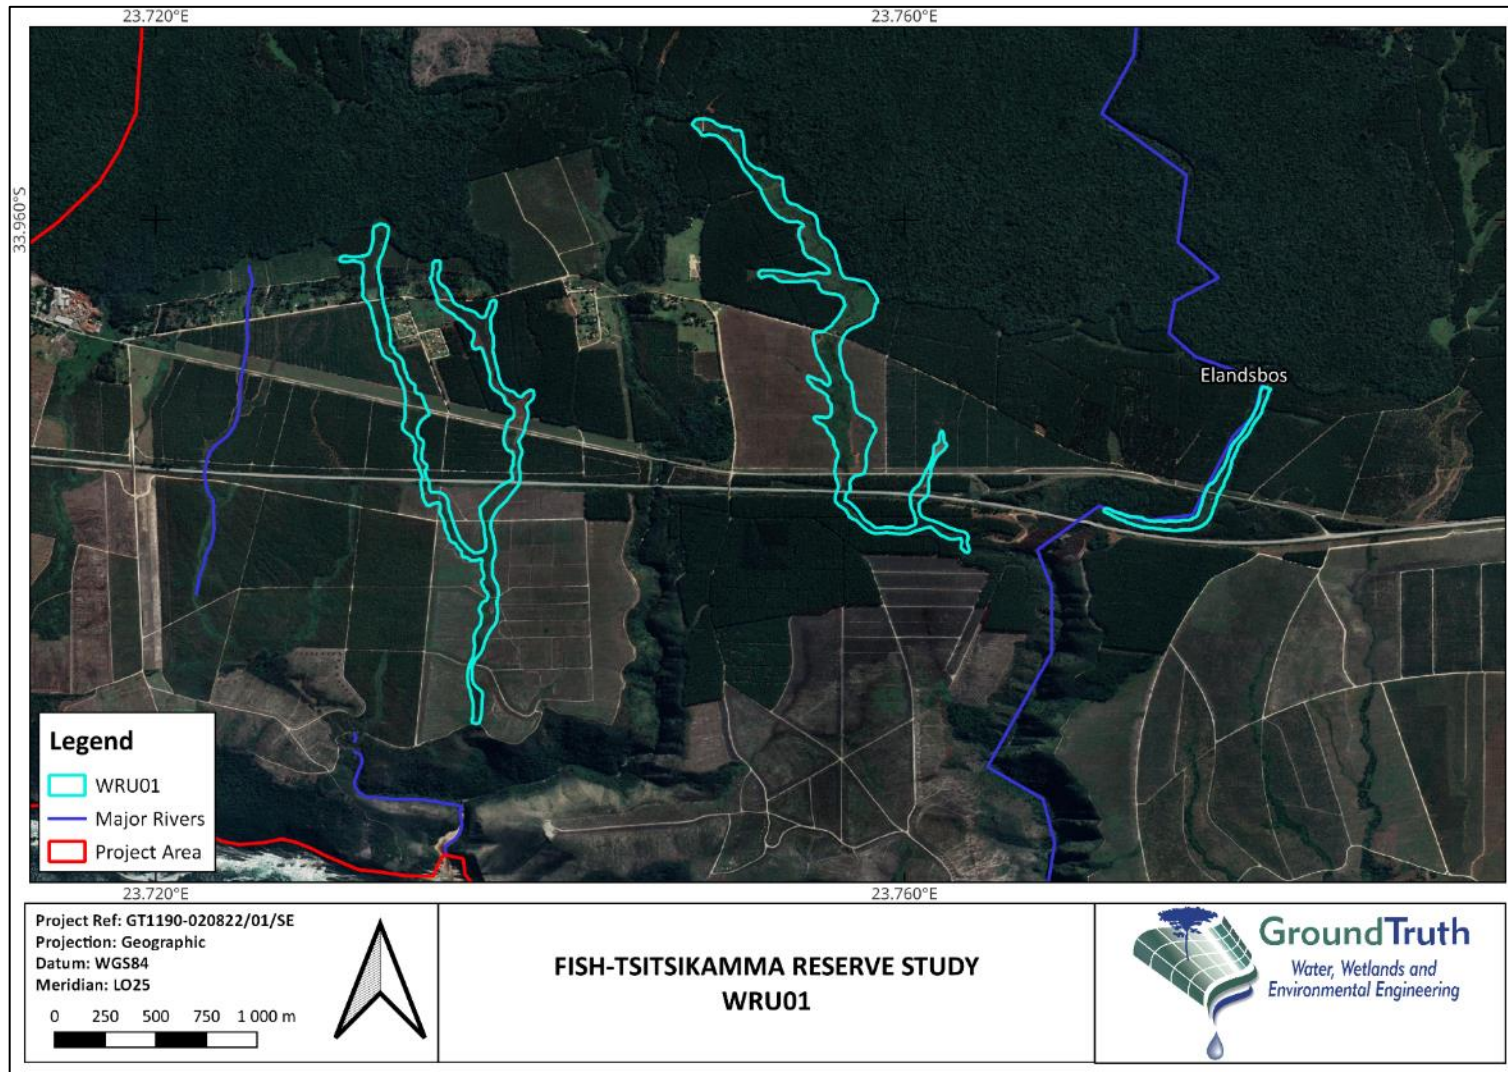 23.720°E
23.760°E
33.960°S
Elandsbos
Legend
WRU01
Major Rivers
Project Area
23.720°E
23.760°E
Project Ref: GT1190-020822/01/SE
Projection: Geographic
Datum: WGS84
Meridian: LO25
0 250 500 750 1 000 m
FISH-TSITSIKAMMA RESERVE STUDY
WRU01
GroundTruth
Water, Wetlands and
Environmental Engineering